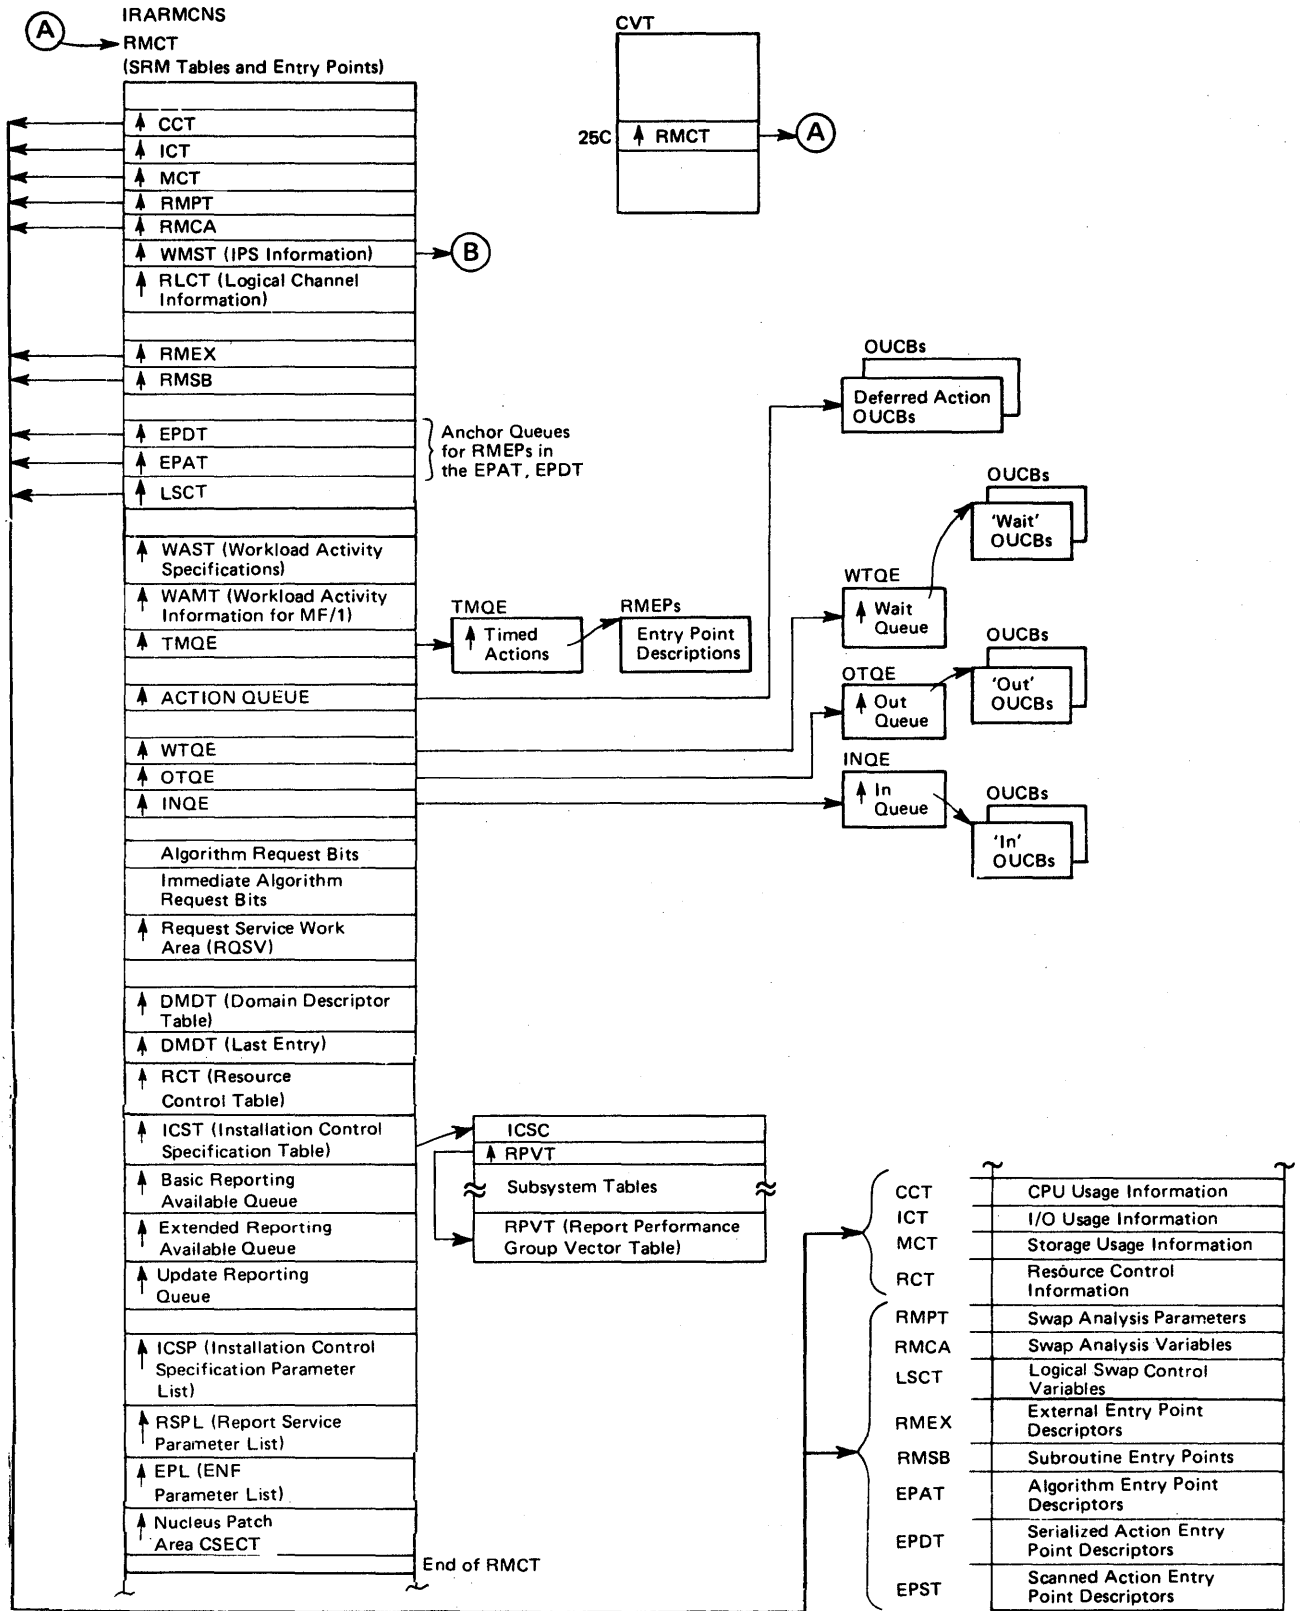 A
IRARMCNS
RMCT
(SRM Tables and Entry Points)
CCT
ICT
MCT
RMPT
RMCA
WMST (IPS Information)
B
RLCT (Logical Channel
Information)
RMEX
RMSB
EPDT
EPAT
LSCT
Anchor Queues
for RMEPs in
the EPAT, EPDT
WAST (Workload Activity
Specifications)
WAMT (Workload Activity
Information for MF/1)
TMQE
ACTION QUEUE
WTQE
OTQE
INQE
Algorithm Request Bits
Immediate Algorithm
Request Bits
Request Service Work
Area (RQSV)
DMDT (Domain Descriptor
Table)
DMDT (Last Entry)
RCT (Resource
Control Table)
ICST (Installation Control
Specification Table)
Basic Reporting
Available Queue
Extended Reporting
Available Queue
Update Reporting
Queue
ICSP (Installation Control
Specification Parameter
List)
RSPL (Report Service
Parameter List)
EPL (ENF
Parameter List)
Nucleus Patch
Area CSECT
End of RMCT
CVT
25C
RMCT
A
TMQE
Timed
Actions
RMEPs
Entry Point
Descriptions
OUCBs
Deferred Action
OUCBs
OUCBs
'Wait'
OUCBs
WTQE
Wait
Queue
OUCBs
'Out'
OUCBs
OTQE
Out
Queue
INQE
In
Queue
OUCBs
'In'
OUCBs
ICSC
RPVT
Subsystem Tables
RPVT (Report Performance
Group Vector Table)
CCT CPU Usage Information
ICT I/O Usage Information
MCT Storage Usage Information
RCT Resource Control
Information
RMPT Swap Analysis Parameters
RMCA Swap Analysis Variables
LSCT Logical Swap Control
Variables
RMEX External Entry Point
Descriptors
RMSB Subroutine Entry Points
EPAT Algorithm Entry Point
Descriptors
EPDT Serialized Action Entry
Point Descriptors
EPST Scanned Action Entry
Point Descriptors